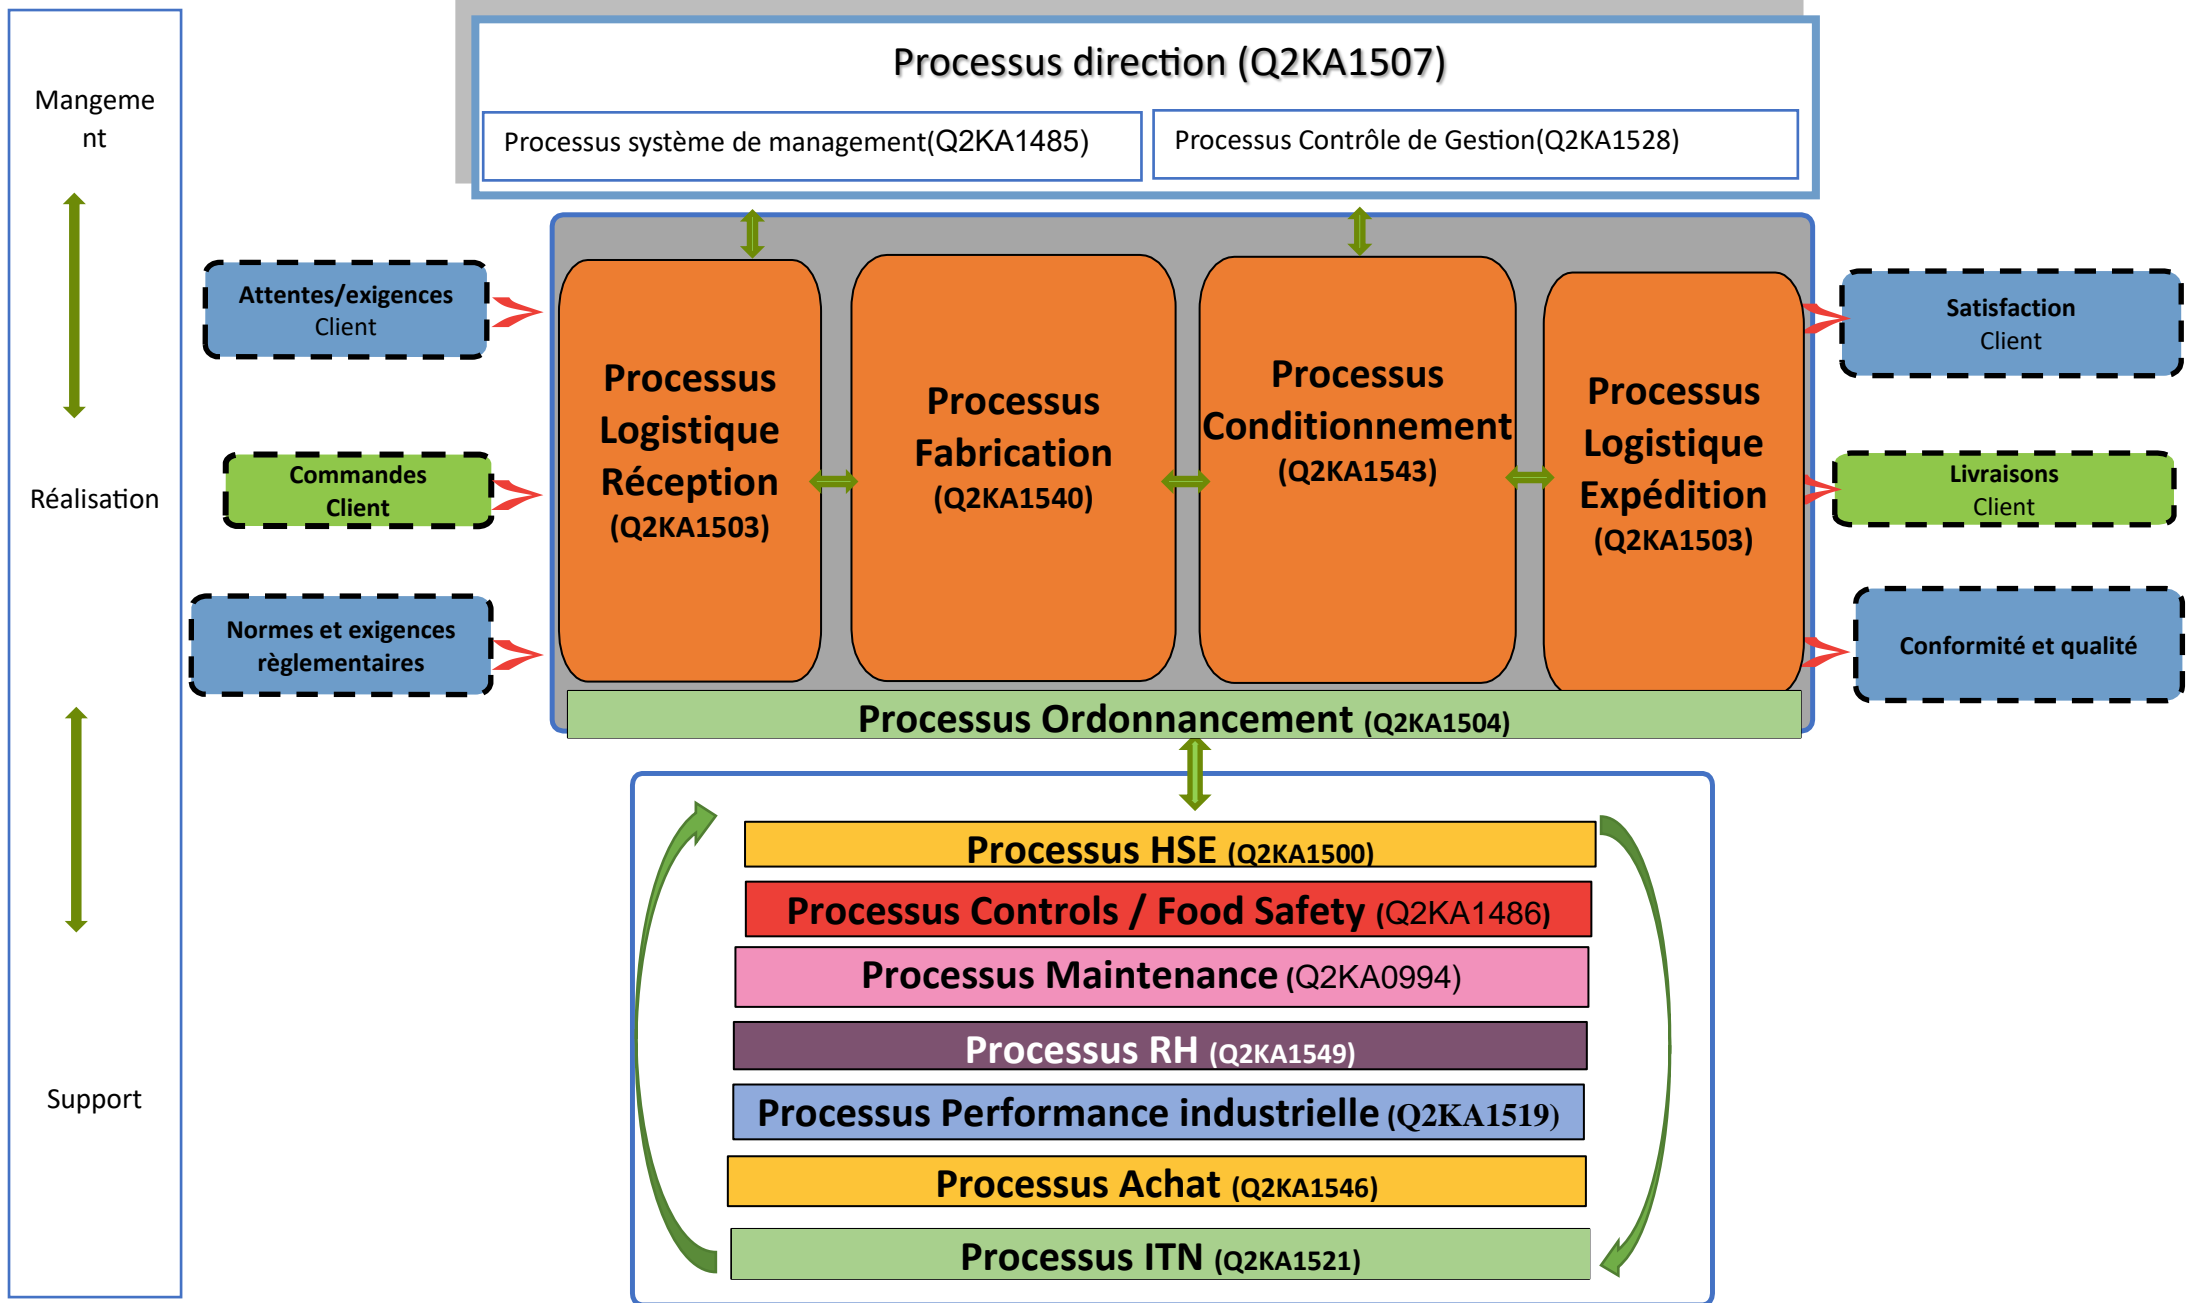 Processus direction (Q2KA1507)
Mangeme
nt
Processus système de management(Q2KA1485)
Processus Contrôle de Gestion(Q2KA1528)
Attentes/exigences
Client
Commandes
Client
Réalisation
Normes et exigences
règlementaires
Processus
Logistique
Réception
(Q2KA1503)
Processus
Fabrication
(Q2KA1540)
Processus
Conditionnement
(Q2KA1543)
Processus
Logistique
Expédition
(Q2KA1503)
Satisfaction
Client
Livraisons
Client
Conformité et qualité
Processus Ordonnancement (Q2KA1504)
Support
Processus HSE (Q2KA1500)
Processus Controls / Food Safety (Q2KA1486)
Processus Maintenance (Q2KA0994)
Processus RH (Q2KA1549)
Processus Performance industrielle (Q2KA1519)
Processus Achat (Q2KA1546)
Processus ITN (Q2KA1521)